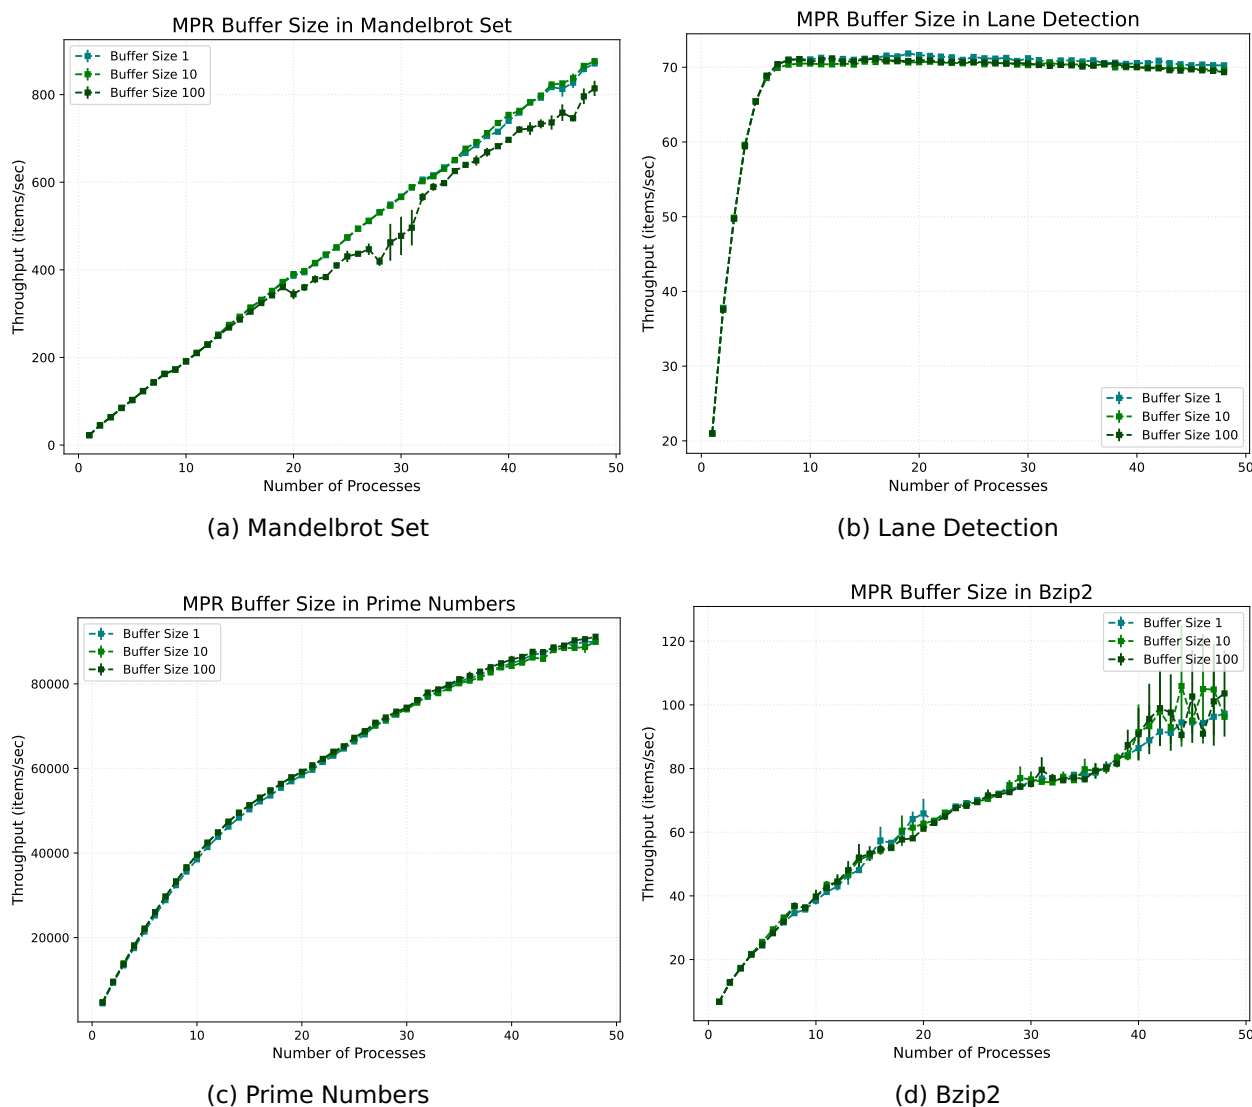 MPR Buffer Size in Mandelbrot Set
Buffer Size 1
Buffer Size 10
Buffer Size 100
Throughput (items/sec)
800
600
400
200
0
0 10 20 30 40 50
Number of Processes
(a) Mandelbrot Set
MPR Buffer Size in Lane Detection
Throughput (items/sec)
70
60
50
40
30
20
Buffer Size 1
Buffer Size 10
Buffer Size 100
0 10 20 30 40 50
Number of Processes
(b) Lane Detection
MPR Buffer Size in Prime Numbers
Buffer Size 1
Buffer Size 10
Buffer Size 100
Throughput (items/sec)
80000
60000
40000
20000
0 10 20 30 40 50
Number of Processes
(c) Prime Numbers
MPR Buffer Size in Bzip2
Buffer Size 1
Buffer Size 10
Buffer Size 100
Throughput (items/sec)
120
100
80
60
40
20
0 10 20 30 40 50
Number of Processes
(d) Bzip2